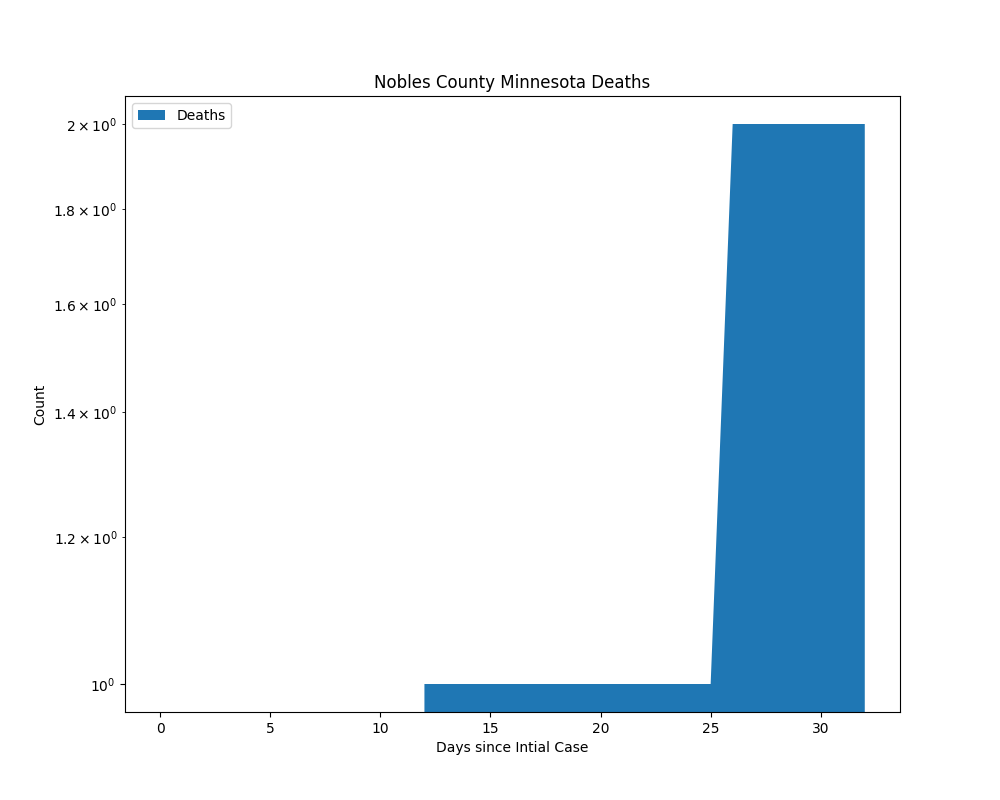 Nobles County Minnesota Deaths
Deaths
2 × 10⁰
1.8 × 10⁰
1.6 × 10⁰
1.4 × 10⁰
1.2 × 10⁰
10⁰
Count
0 5 10 15 20 25 30
Days since Intial Case